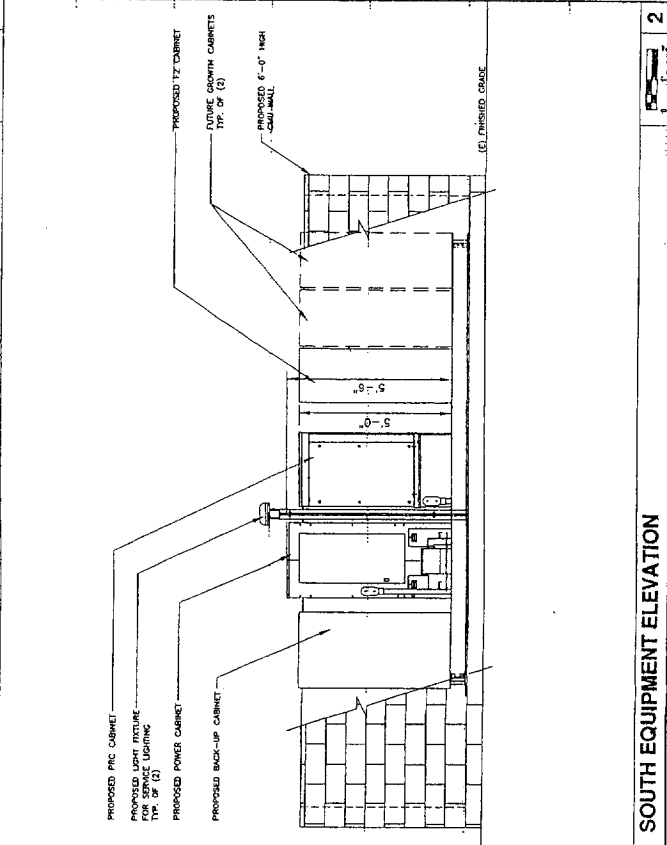 PROPOSED PRC CABINET
PROPOSED LIGHT FIXTURE
FOR SERVICE LIGHTING
TYP. OF (2)
PROPOSED POWER CABINET
PROPOSED BACK-UP CABINET
PROPOSED
CABINET
FUTURE GROWTH CABINETS
TYP. OF (2)
PROPOSED 6'-0" HIGH
CMU WALL
5'-0"
5'-6"
(E) FINISHED GRADE
SOUTH EQUIPMENT ELEVATION
2